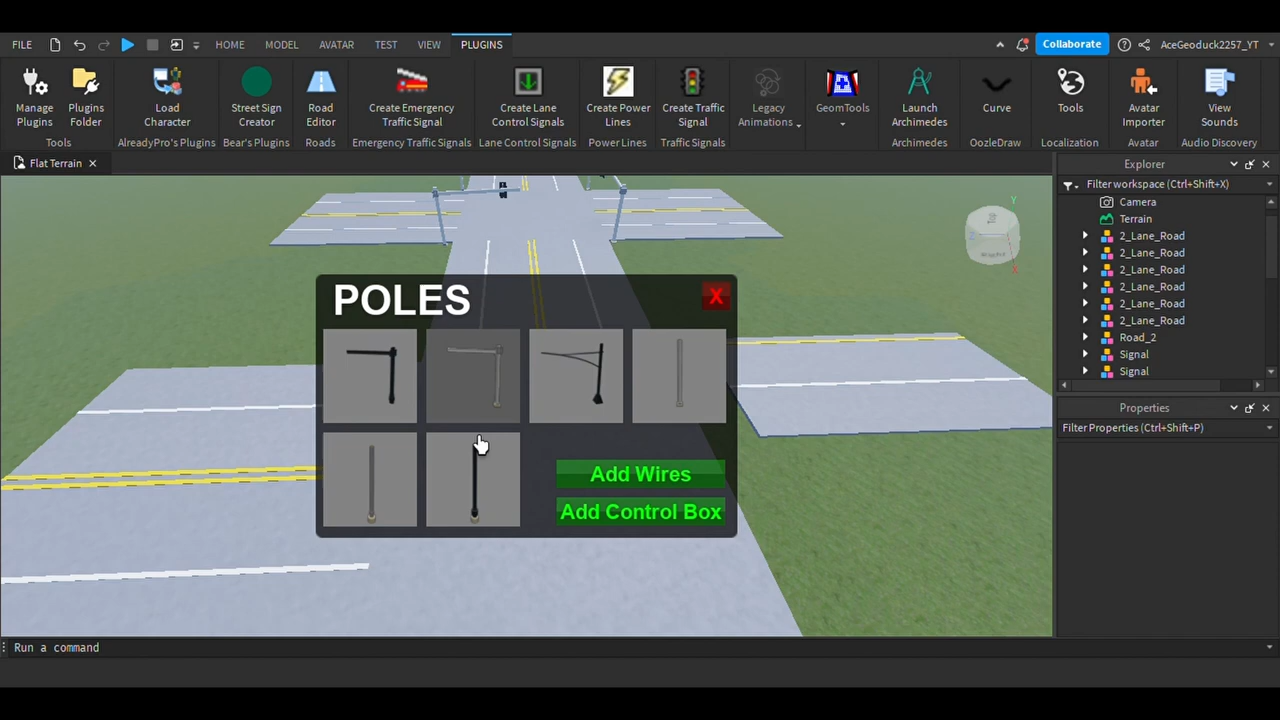 FILE
HOME
MODEL
AVATAR
TEST
VIEW
PLUGINS
Collaborate
AceGeoduck2257_YT
Manage
Plugins
Plugins
Folder
Tools
Load
Character
AlreadyPro's Plugins
Street Sign
Creator
Bear's Plugins
Road
Editor
Roads
Create Emergency
Traffic Signal
Emergency Traffic Signals
Create Lane
Control Signals
Lane Control Signals
Create Power
Lines
Power Lines
Create Traffic
Signal
Traffic Signals
Legacy
Animations
GeomTools
Launch
Archimedes
Archimedes
Curve
OozleDraw
Tools
Localization
Avatar
Importer
Avatar
View
Sounds
Audio Discovery
Flat Terrain
Explorer
Filter workspace (Ctrl+Shift+X)
Camera
Terrain
2_Lane_Road
2_Lane_Road
2_Lane_Road
2_Lane_Road
2_Lane_Road
2_Lane_Road
Road_2
Signal
Signal
Properties
Filter Properties (Ctrl+Shift+P)
Y
Z
X
POLES
X
Add Wires
Add Control Box
Run a command